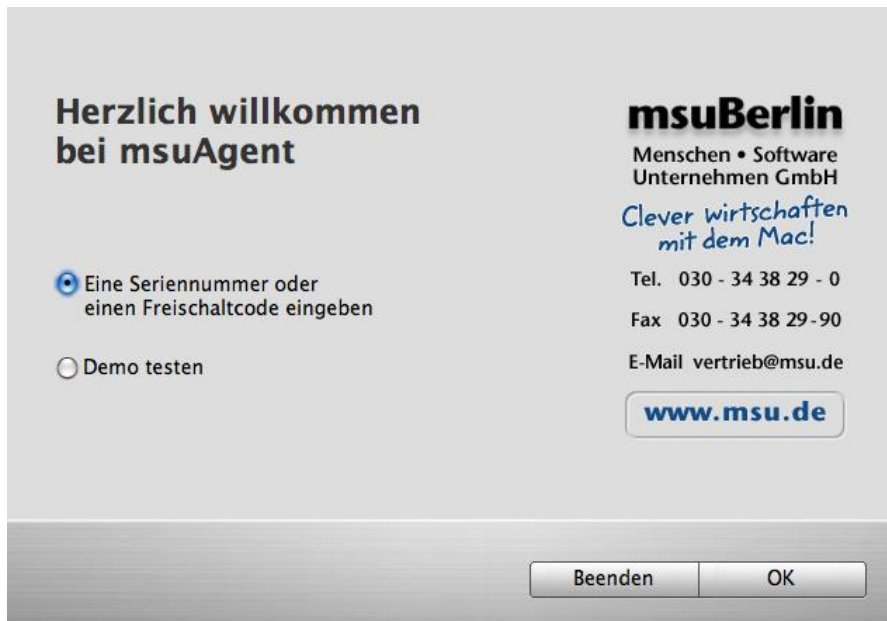 Herzlich willkommen
bei msuAgent
Eine Seriennummer oder
einen Freischaltcode eingeben
Demo testen
msuBerlin
Menschen • Software
Unternehmen GmbH
Clever wirtschaften
mit dem Mac!
Tel. 030 - 34 38 29 - 0
Fax 030 - 34 38 29 - 90
E-Mail vertrieb@msu.de
www.msu.de
Beenden OK